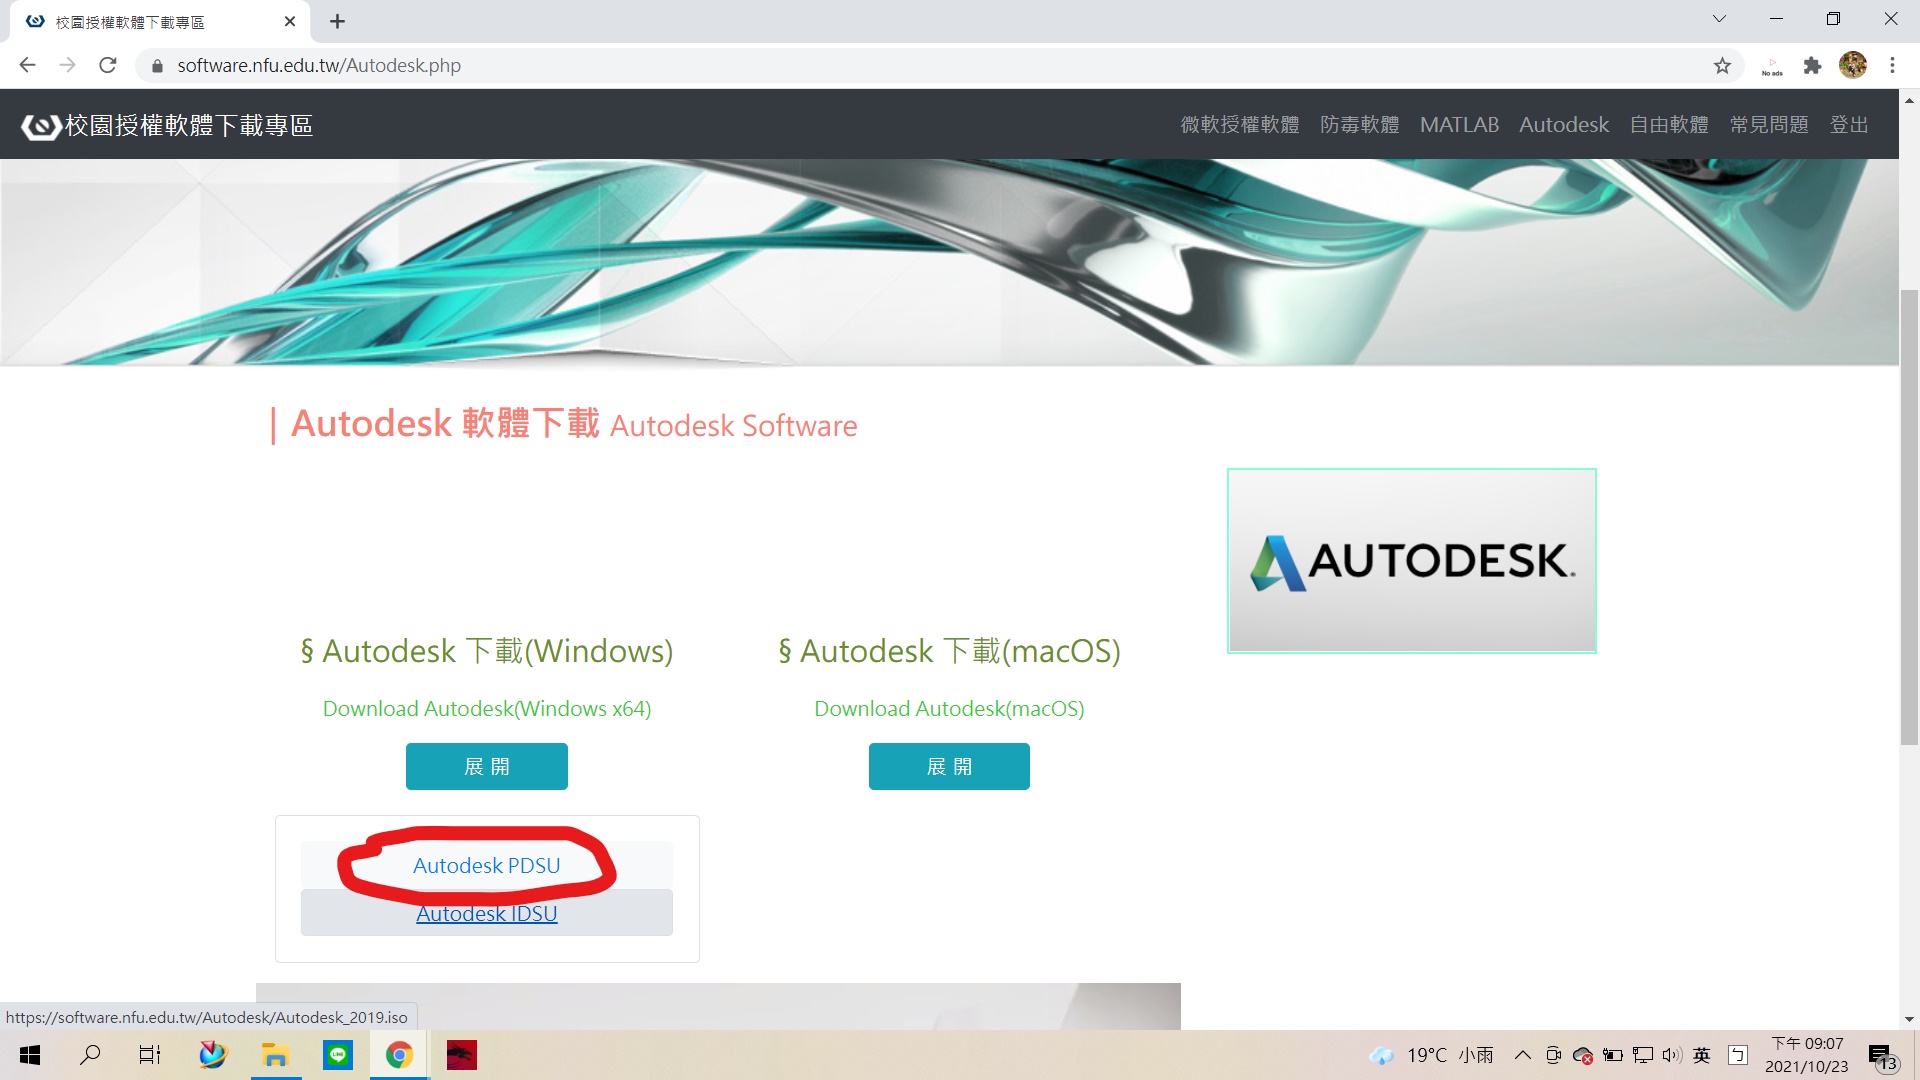 校園授權軟體下載專區
software.nfu.edu.tw/Autodesk.php
No ads
校園授權軟體下載專區
微軟授權軟體 防毒軟體 MATLAB Autodesk 自由軟體 常見問題 登出
| Autodesk 軟體下載 Autodesk Software
AUTODESK.
§ Autodesk 下載(Windows)
Download Autodesk(Windows x64)
展 開
§ Autodesk 下載(macOS)
Download Autodesk(macOS)
展 開
Autodesk PDSU
Autodesk IDSU
https://software.nfu.edu.tw/Autodesk/Autodesk_2019.iso
LINE
19°C 小雨
英
ㄅ
下午 09:07
2021/10/23
13